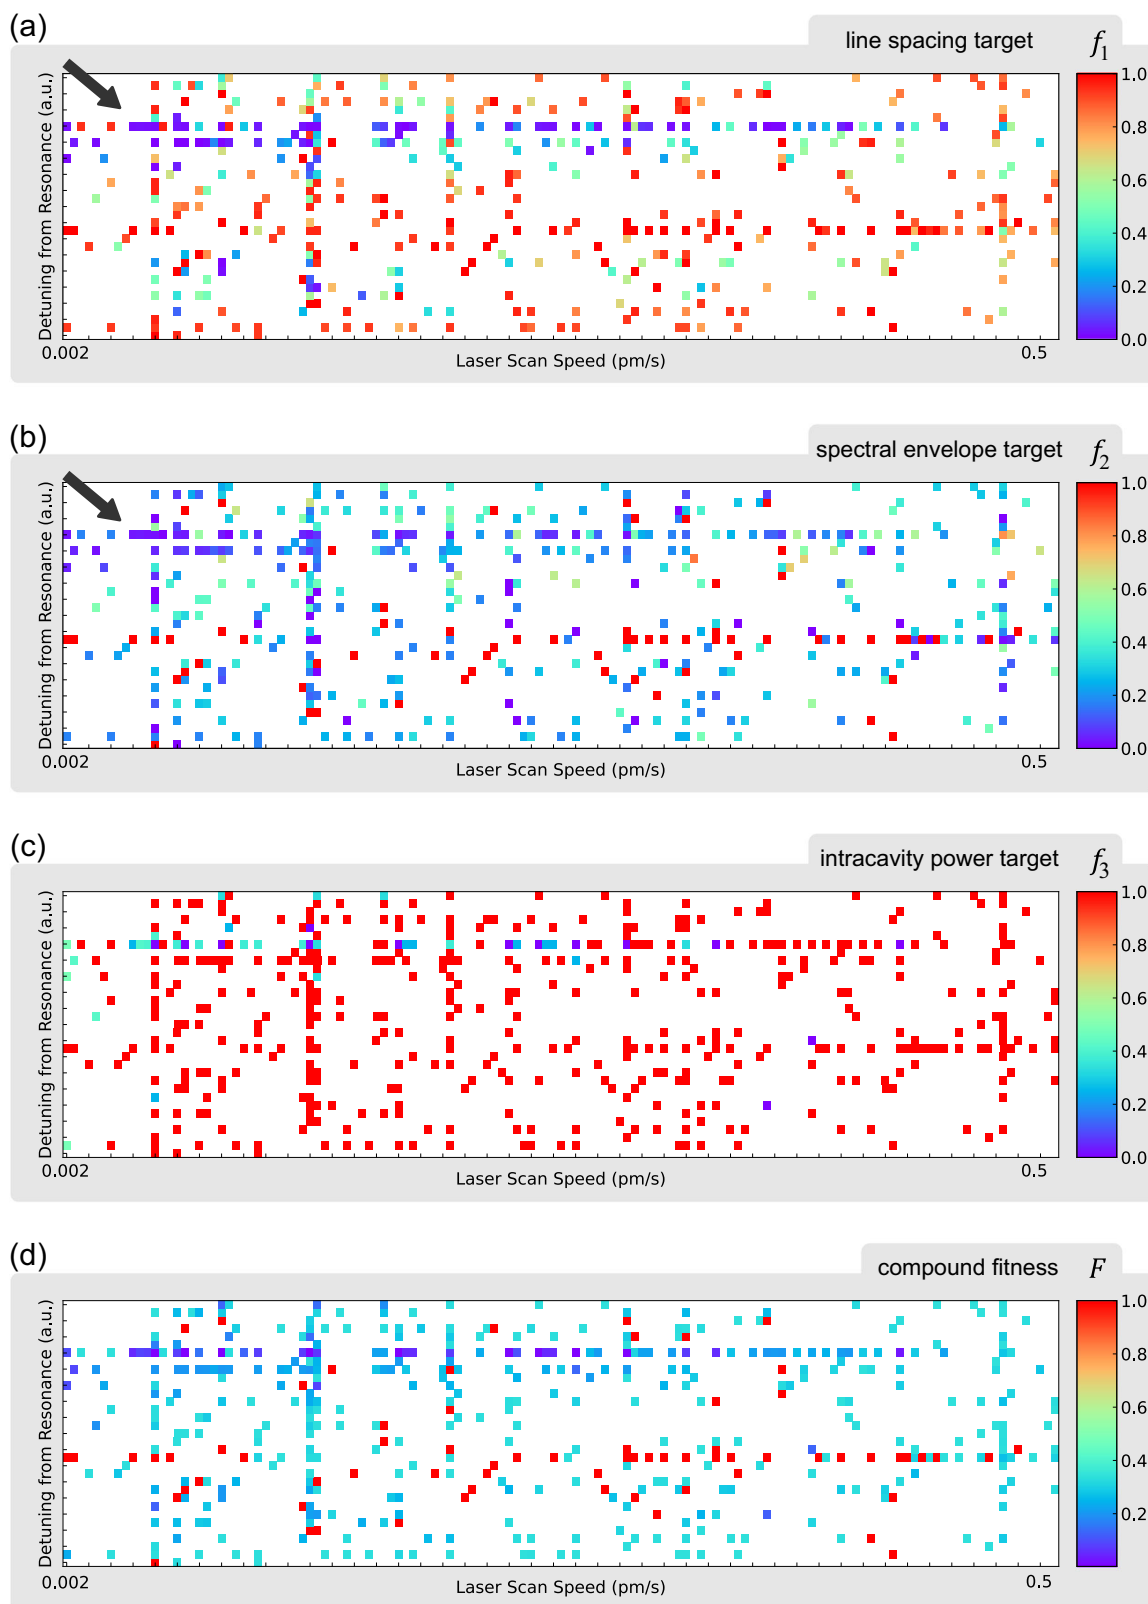 (a)
line spacing target f1
Detuning from Resonance (a.u.)
1.0
0.8
0.6
0.4
0.2
0.0
0.002
Laser Scan Speed (pm/s)
0.5
(b)
spectral envelope target f2
Detuning from Resonance (a.u.)
1.0
0.8
0.6
0.4
0.2
0.0
0.002
Laser Scan Speed (pm/s)
0.5
(c)
intracavity power target f3
Detuning from Resonance (a.u.)
1.0
0.8
0.6
0.4
0.2
0.0
0.002
Laser Scan Speed (pm/s)
0.5
(d)
compound fitness F
Detuning from Resonance (a.u.)
1.0
0.8
0.6
0.4
0.2
0.002
Laser Scan Speed (pm/s)
0.5